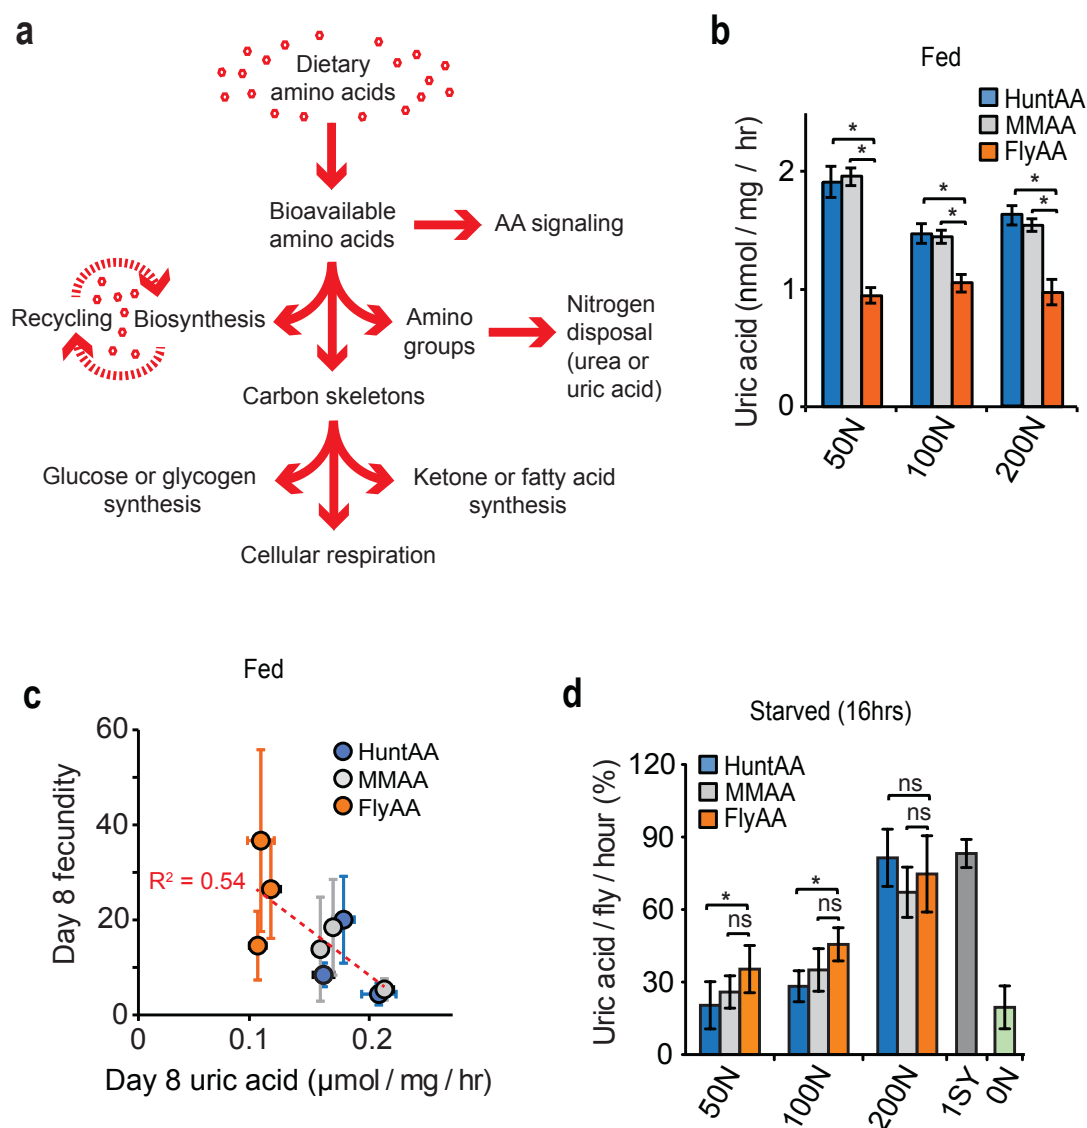 a
Dietary
amino acids
Bioavailable
amino acids
AA signaling
Recycling
Biosynthesis
Amino
groups
Nitrogen
disposal
(urea or
uric acid)
Carbon skeletons
Glucose or glycogen
synthesis
Ketone or fatty acid
synthesis
Cellular respiration
b
Fed
HuntAA
MMAA
FlyAA
Uric acid (nmol / mg / hr)
2
1
0
*
*
*
*
*
*
50N
100N
200N
c
Fed
Day 8 fecundity
60
40
20
0
HuntAA
MMAA
FlyAA
R² = 0.54
0
0.1
0.2
Day 8 uric acid (µmol / mg / hr)
d
Starved (16hrs)
Uric acid / fly / hour (%)
120
90
60
30
0
HuntAA
MMAA
FlyAA
*
ns
*
ns
ns
ns
50N
100N
200N
1SY
0N